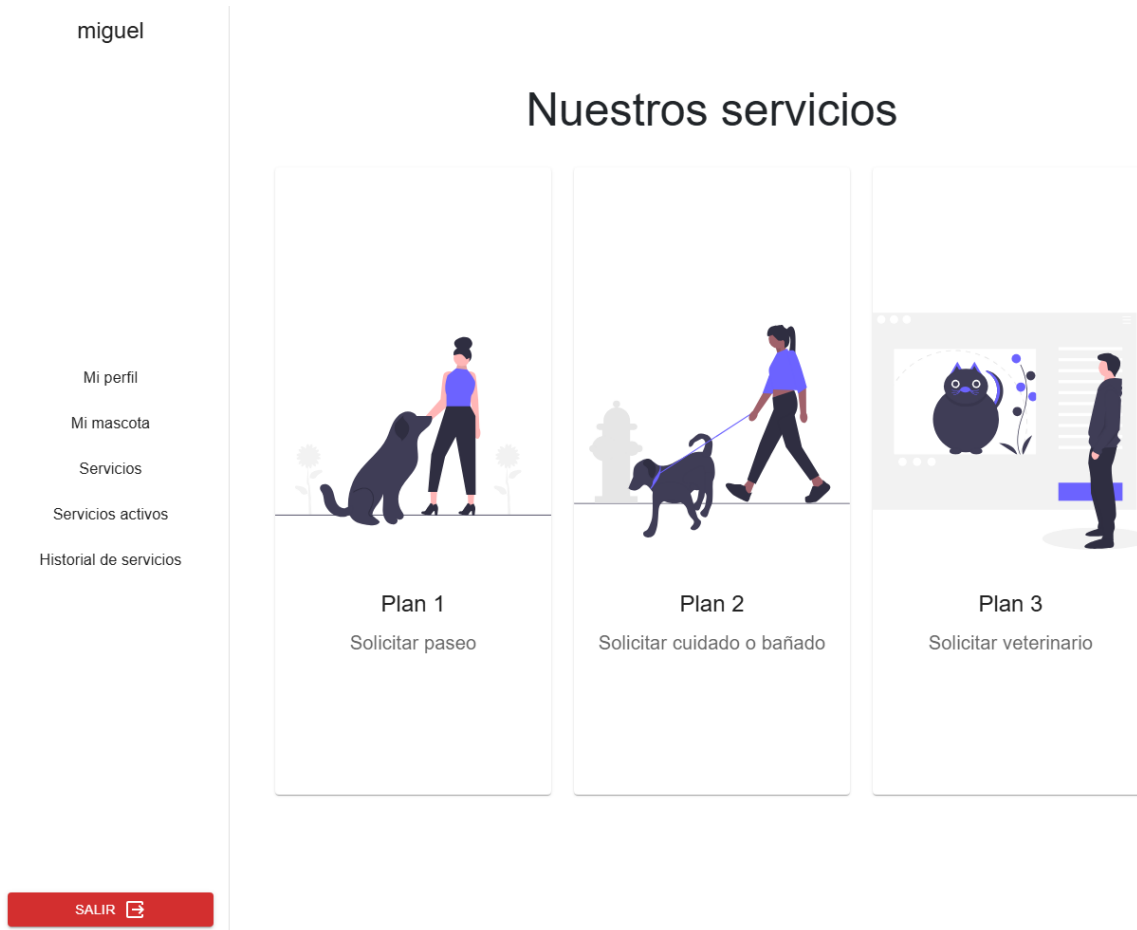 miguel
Mi perfil
Mi mascota
Servicios
Servicios activos
Historial de servicios
SALIR
Nuestros servicios
Plan 1
Solicitar paseo
Plan 2
Solicitar cuidado o bañado
Plan 3
Solicitar veterinario